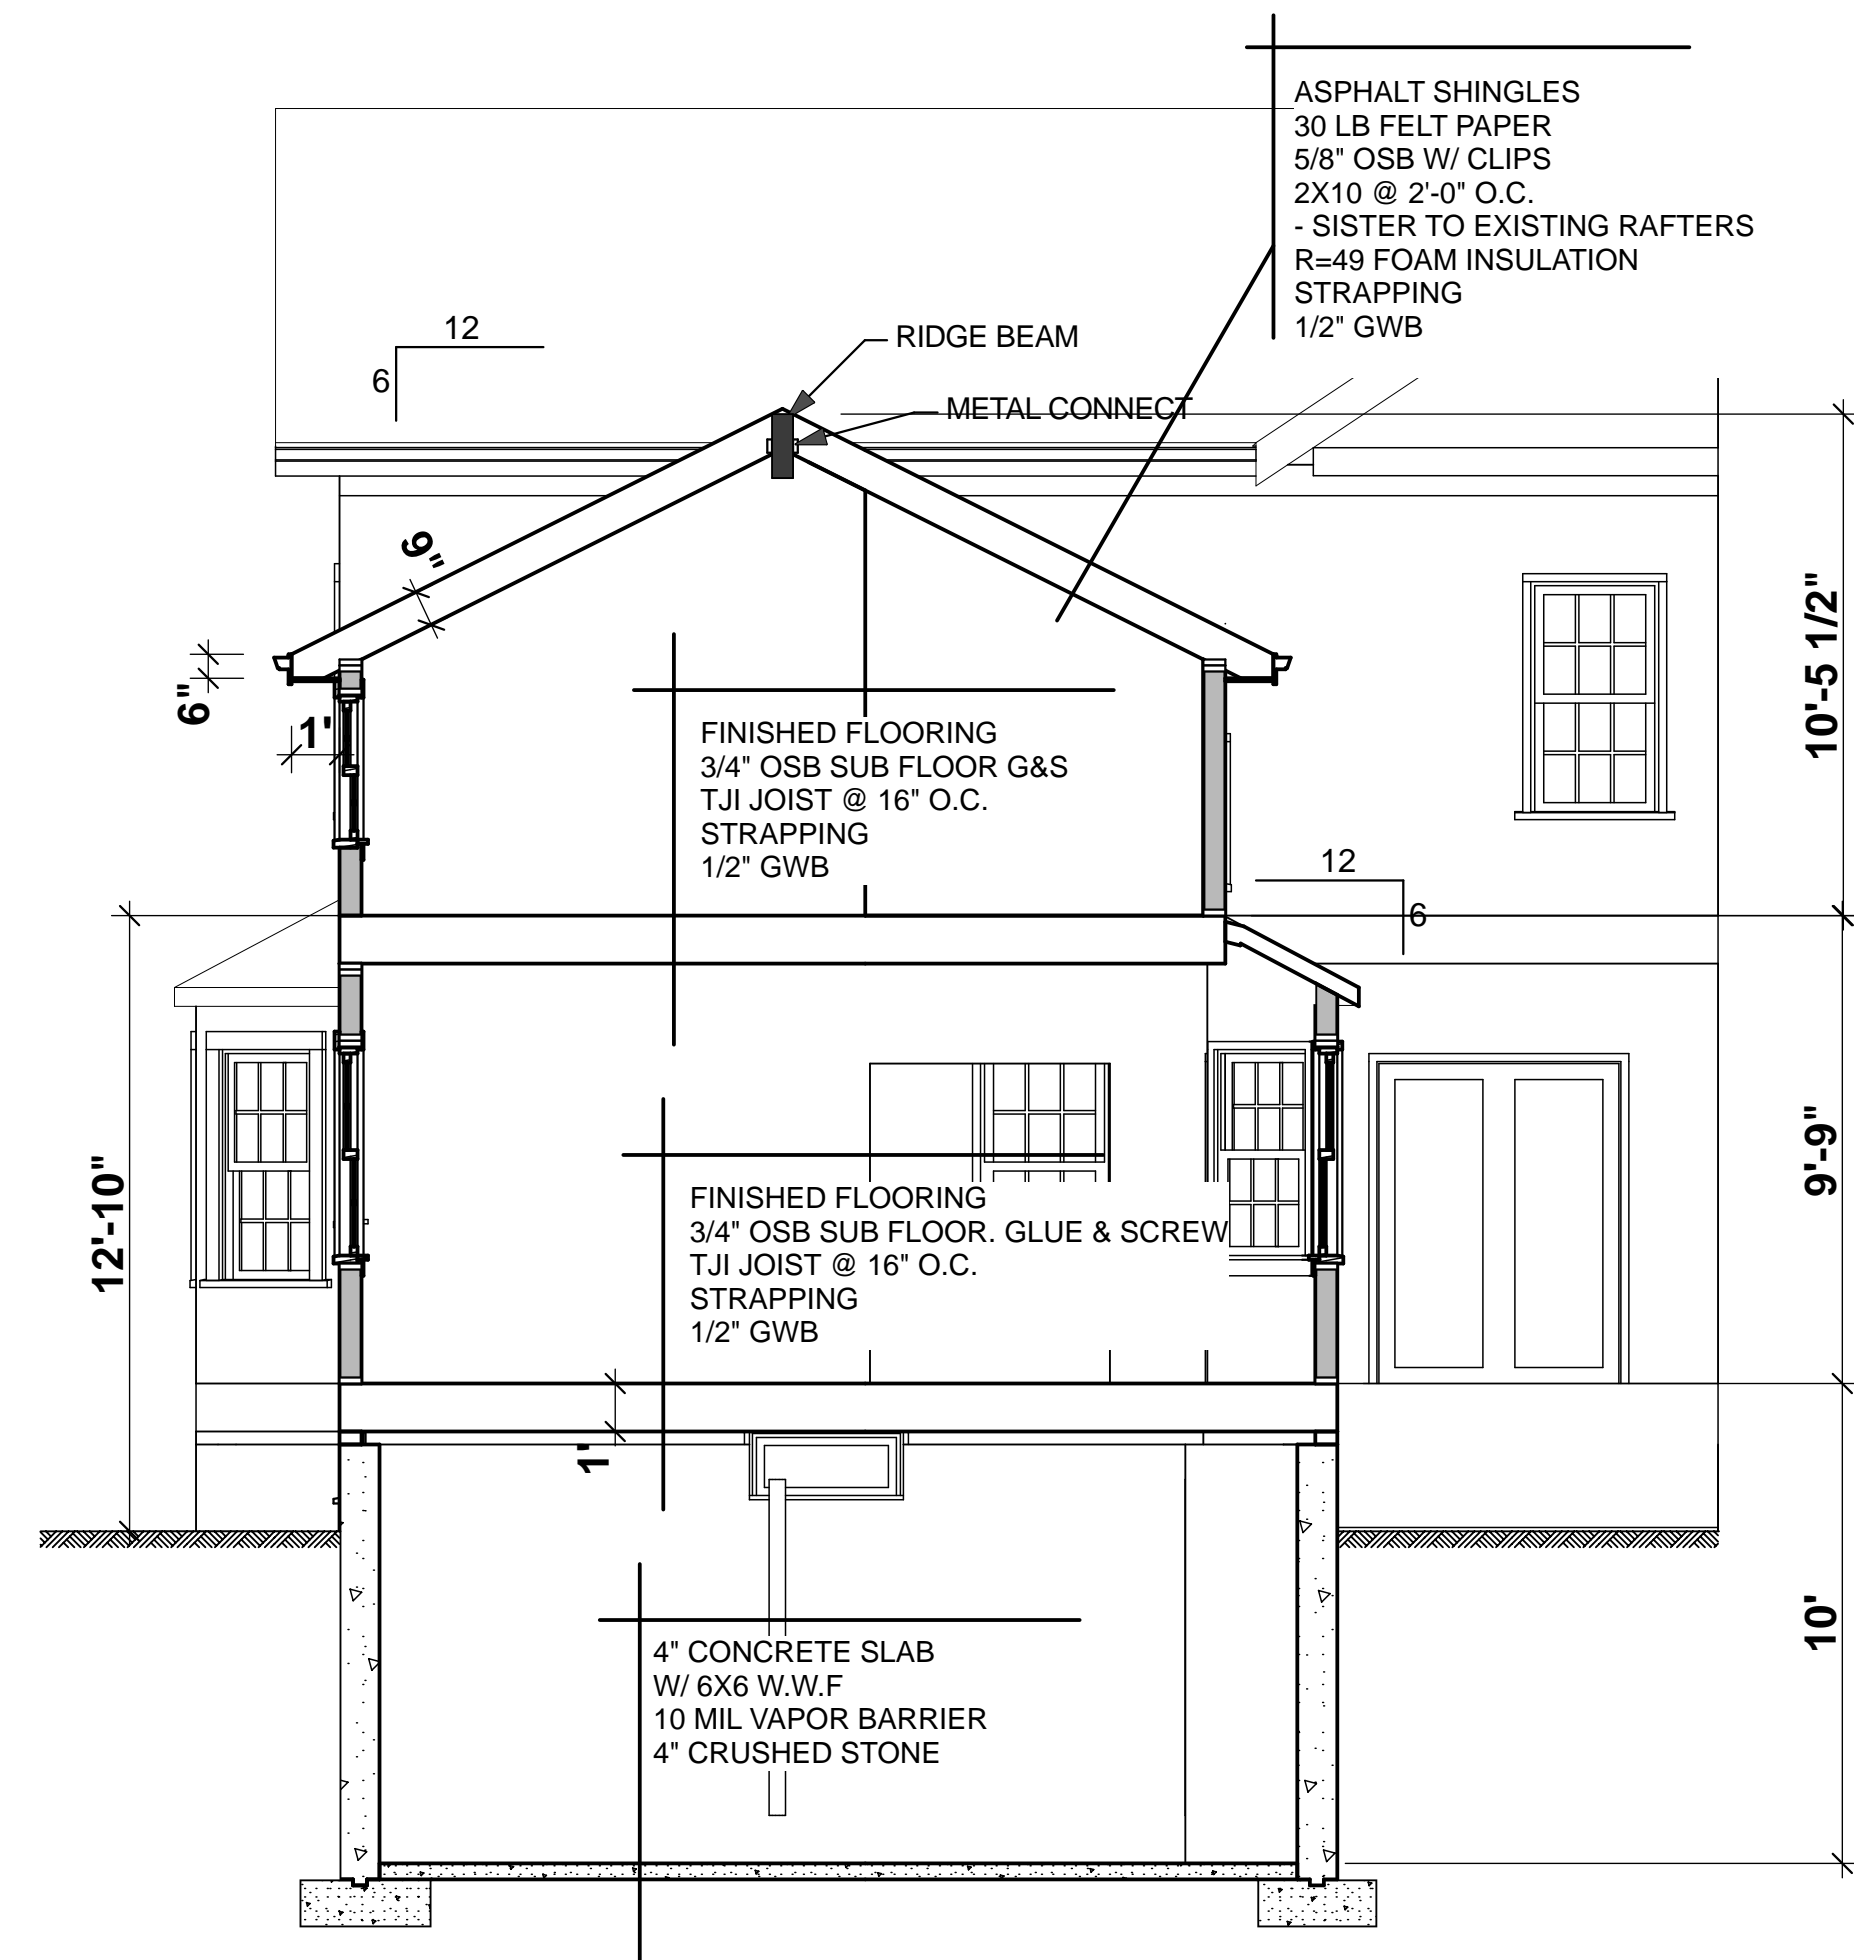 ASPHALT SHINGLES
30 LB FELT PAPER
5/8" OSB W/ CLIPS
2X10 @ 2'-0" O.C.
- SISTER TO EXISTING RAFTERS
R=49 FOAM INSULATION
STRAPPING
1/2" GWB
12
6
RIDGE BEAM
METAL CONNECT
9"
6"
1'
10'-5 1/2"
FINISHED FLOORING
3/4" OSB SUB FLOOR G&S
TJI JOIST @ 16" O.C.
STRAPPING
1/2" GWB
12
6
12'-10"
9'-9"
FINISHED FLOORING
3/4" OSB SUB FLOOR. GLUE & SCREW
TJI JOIST @ 16" O.C.
STRAPPING
1/2" GWB
1'
10'
4" CONCRETE SLAB
W/ 6X6 W.W.F
10 MIL VAPOR BARRIER
4" CRUSHED STONE